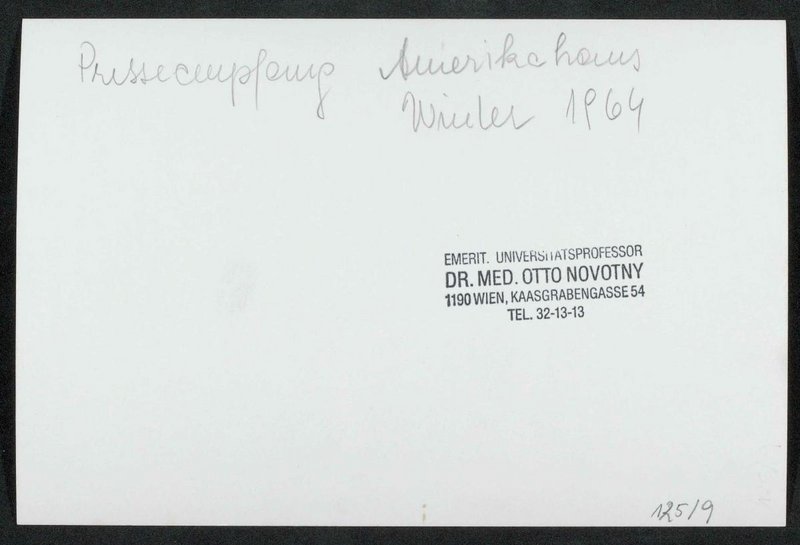 Presseempfang Amerikahaus
Winter 1964
EMERIT. UNIVERSITÄTSPROFESSOR
DR. MED. OTTO NOVOTNY
1190 WIEN, KAASGRABENGASSE 54
TEL. 32-13-13
125/9